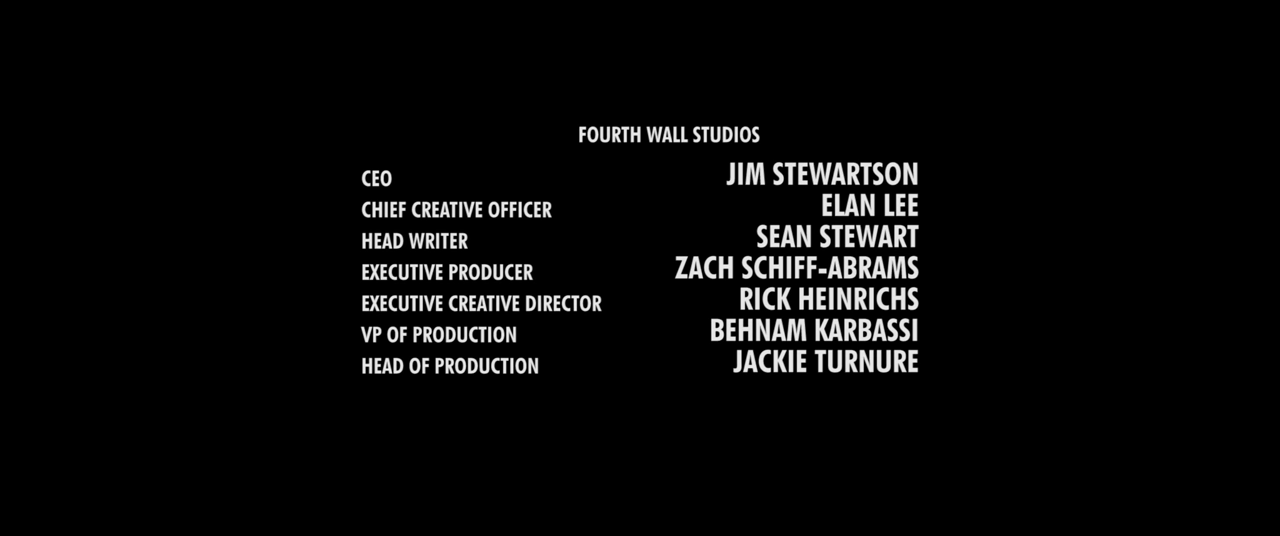 FOURTH WALL STUDIOS
CEO JIM STEWARTSON
CHIEF CREATIVE OFFICER ELAN LEE
HEAD WRITER SEAN STEWART
EXECUTIVE PRODUCER ZACH SCHIFF-ABRAMS
EXECUTIVE CREATIVE DIRECTOR RICK HEINRICHS
VP OF PRODUCTION BEHNAM KARBASSI
HEAD OF PRODUCTION JACKIE TURNURE